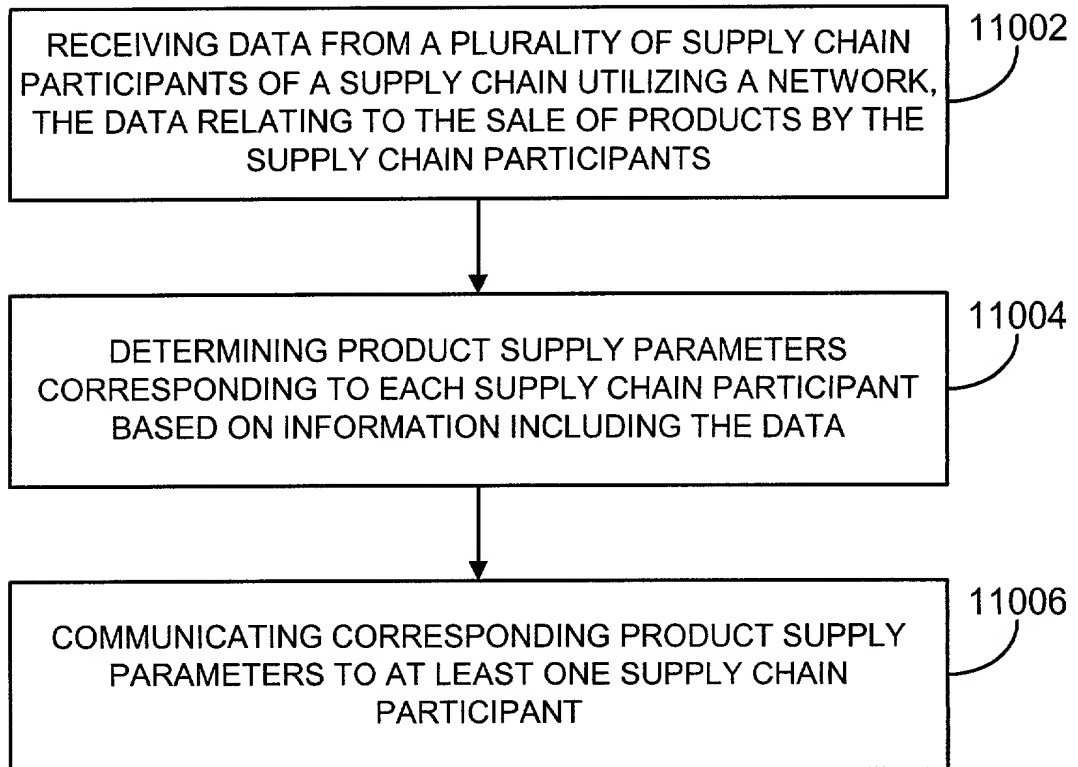 RECEIVING DATA FROM A PLURALITY OF SUPPLY CHAIN
PARTICIPANTS OF A SUPPLY CHAIN UTILIZING A NETWORK,
THE DATA RELATING TO THE SALE OF PRODUCTS BY THE
SUPPLY CHAIN PARTICIPANTS
11002
DETERMINING PRODUCT SUPPLY PARAMETERS
CORRESPONDING TO EACH SUPPLY CHAIN PARTICIPANT
BASED ON INFORMATION INCLUDING THE DATA
11004
COMMUNICATING CORRESPONDING PRODUCT SUPPLY
PARAMETERS TO AT LEAST ONE SUPPLY CHAIN
PARTICIPANT
11006